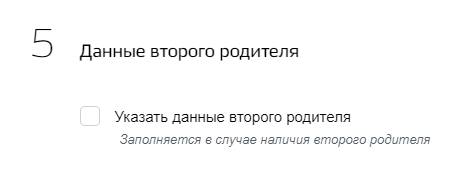 5 Данные второго родителя
Указать данные второго родителя
Заполняется в случае наличия второго родителя